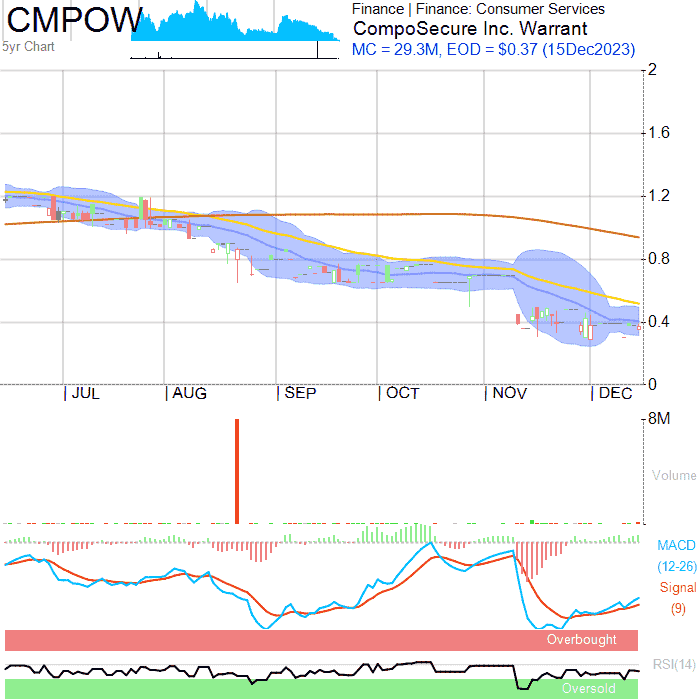 CMPOW
5yr Chart
Finance | Finance: Consumer Services
CompoSecure Inc. Warrant
MC = 29.3M, EOD = $0.37 (15Dec2023)
2
1.6
1.2
0.8
0.4
0
JUL AUG SEP OCT NOV DEC
8M
Volume
MACD
(12-26)
Signal
(9)
Overbought
RSI(14)
Oversold